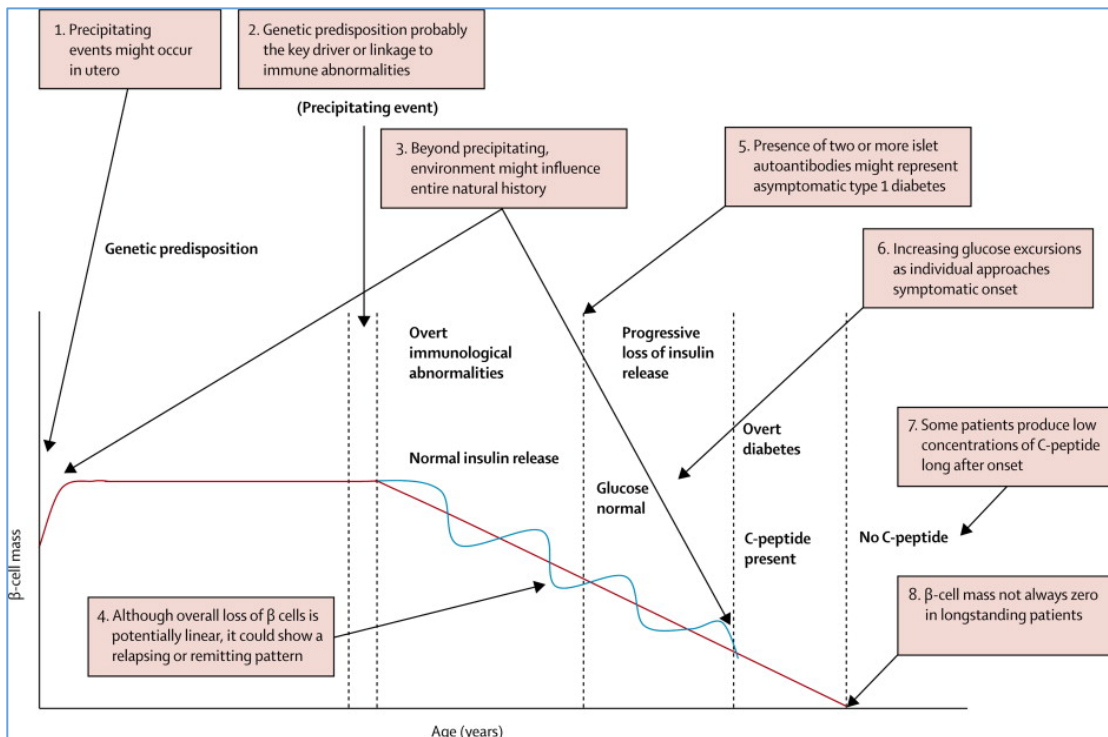 1. Precipitating
events might occur
in utero
2. Genetic predisposition probably
the key driver or linkage to
immune abnormalities
(Precipitating event)
3. Beyond precipitating,
environment might influence
entire natural history
5. Presence of two or more islet
autoantibodies might represent
asymptomatic type 1 diabetes
Genetic predisposition
6. Increasing glucose excursions
as individual approaches
symptomatic onset
Overt
immunological
abnormalities
Progressive
loss of insulin
release
Normal insulin release
Glucose
normal
Overt
diabetes
7. Some patients produce low
concentrations of C-peptide
long after onset
C-peptide
present
No C-peptide
β-cell mass
4. Although overall loss of β cells is
potentially linear, it could show a
relapsing or remitting pattern
8. β-cell mass not always zero
in longstanding patients
Age (years)